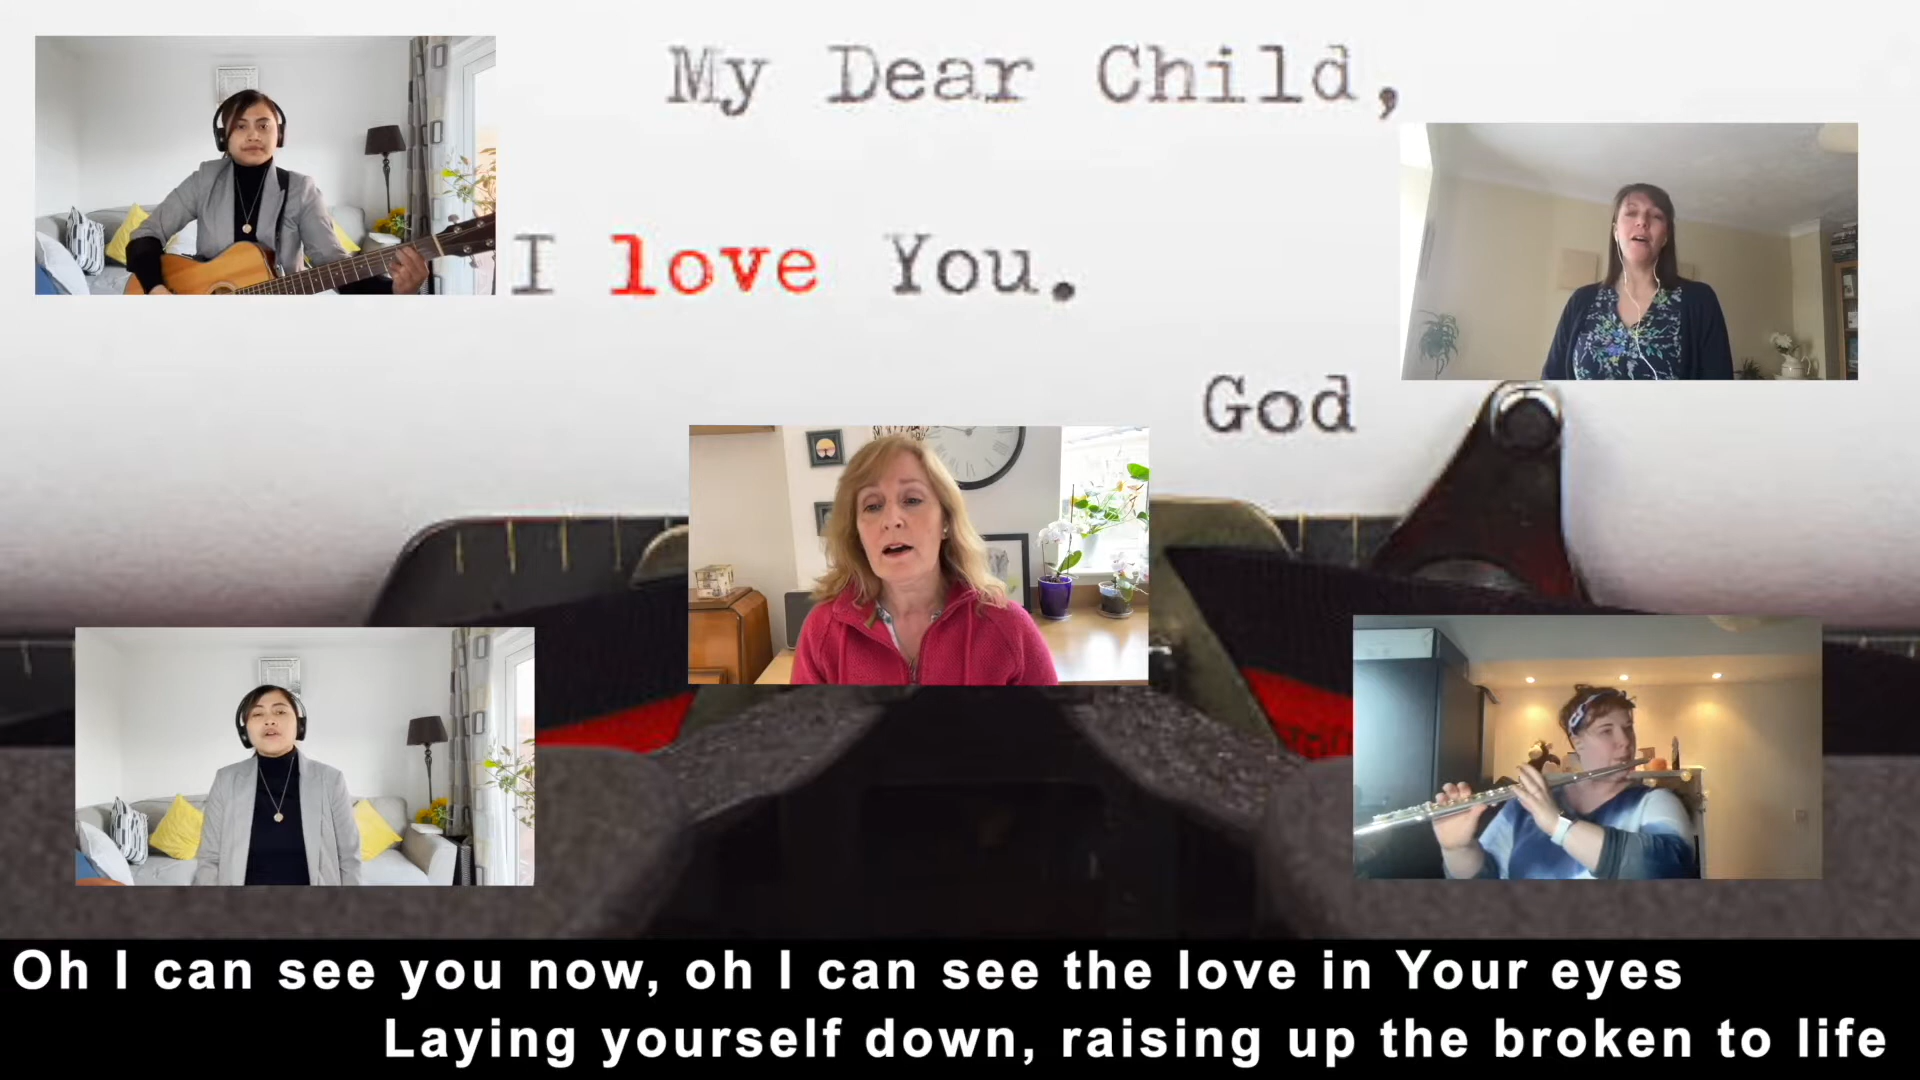 My Dear Child,
I love You.
God
Oh I can see you now, oh I can see the love in Your eyes
Laying yourself down, raising up the broken to life